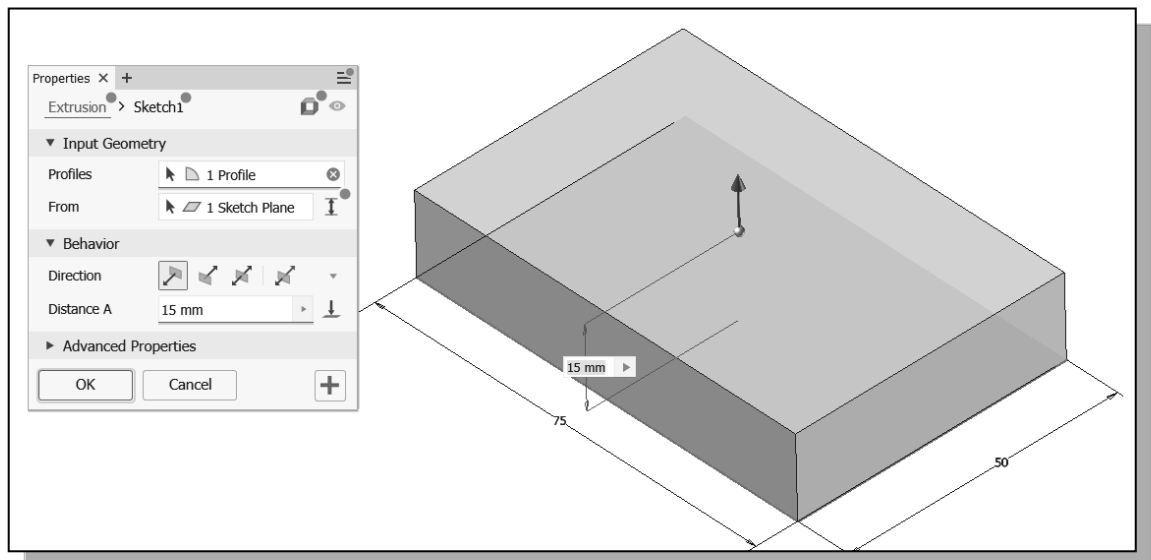 Properties × +
Extrusion > Sketch1
Input Geometry
Profiles 1 Profile
From 1 Sketch Plane
Behavior
Direction
Distance A 15 mm
Advanced Properties
OK Cancel +
15 mm
75
50